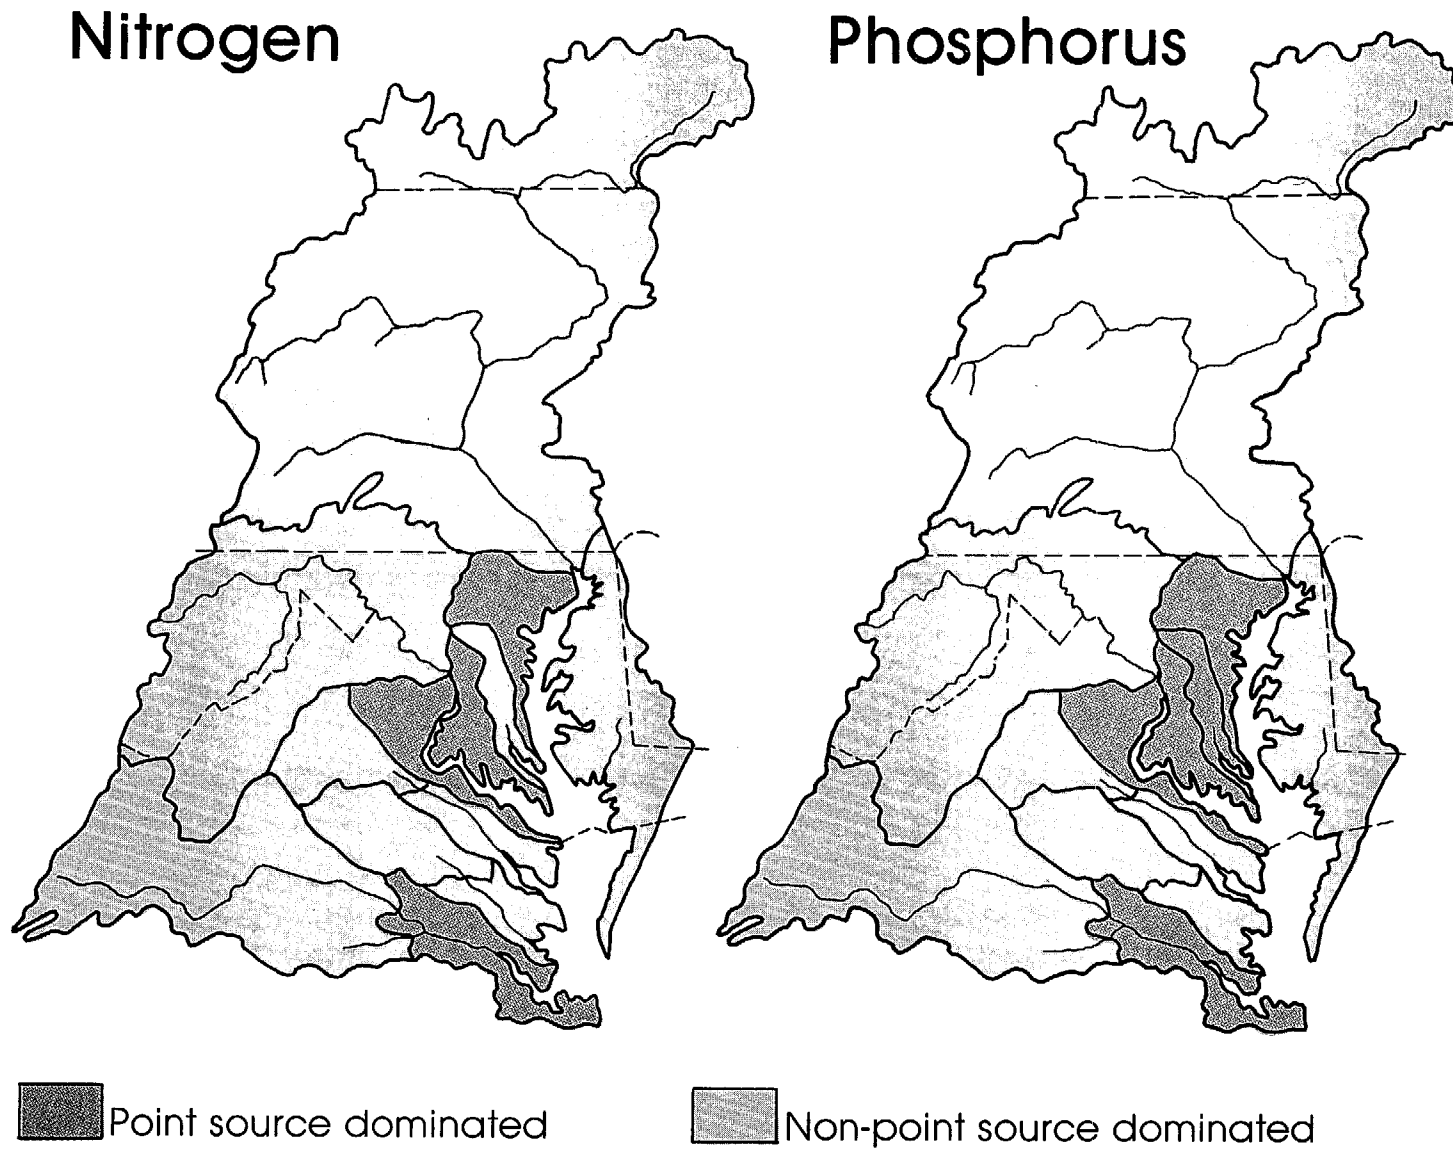 Nitrogen
Phosphorus
Point source dominated
Non-point source dominated